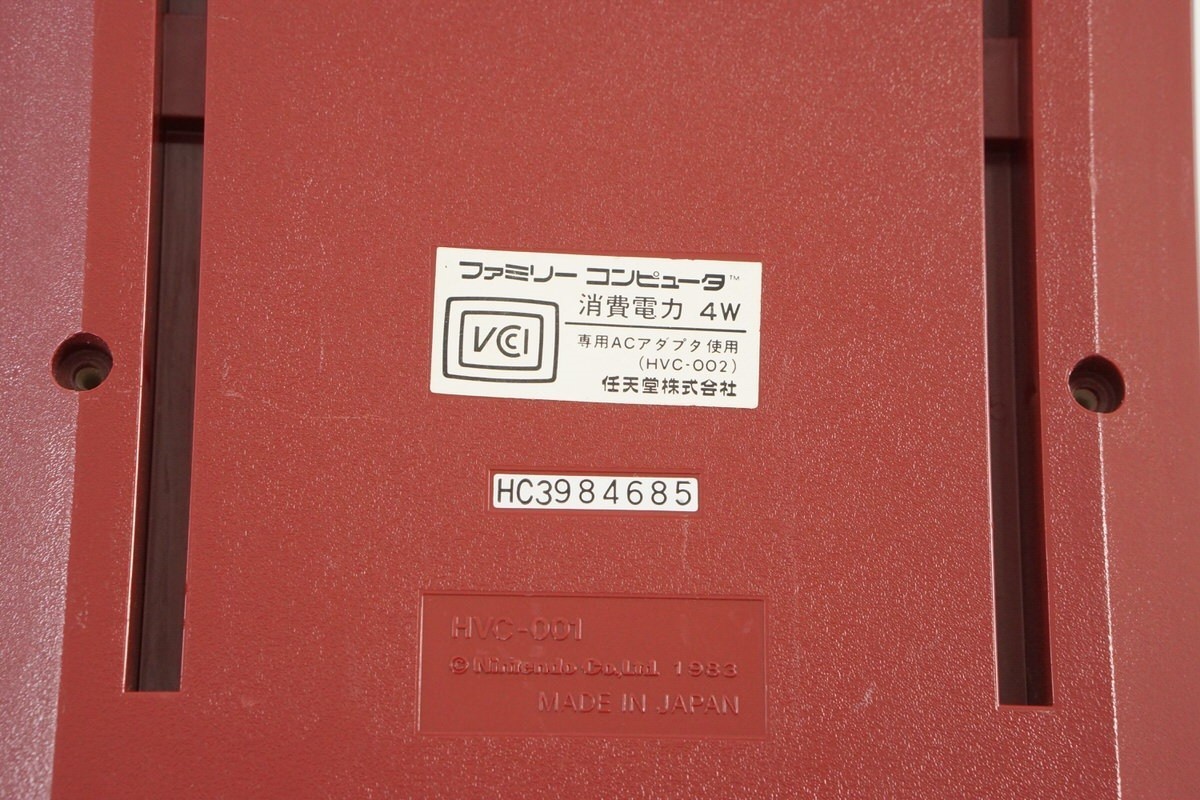 ファミリー コンピュータ™
消費電力 4W
VCCI
専用ACアダプタ使用
(HVC-002)
任天堂株式会社
HC3984685
HVC-001
©Nintendo Co., Ltd. 1983
MADE IN JAPAN